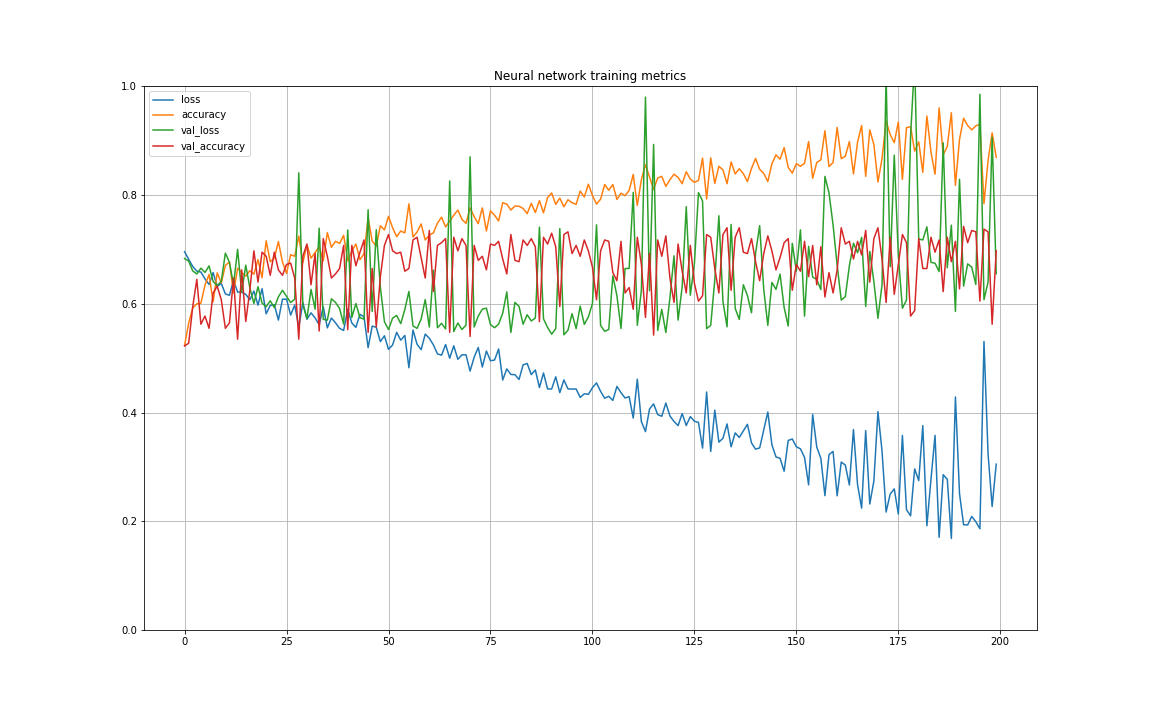 Neural network training metrics
1.0
0.8
0.6
0.4
0.2
0.0
loss
accuracy
val_loss
val_accuracy
0 25 50 75 100 125 150 175 200